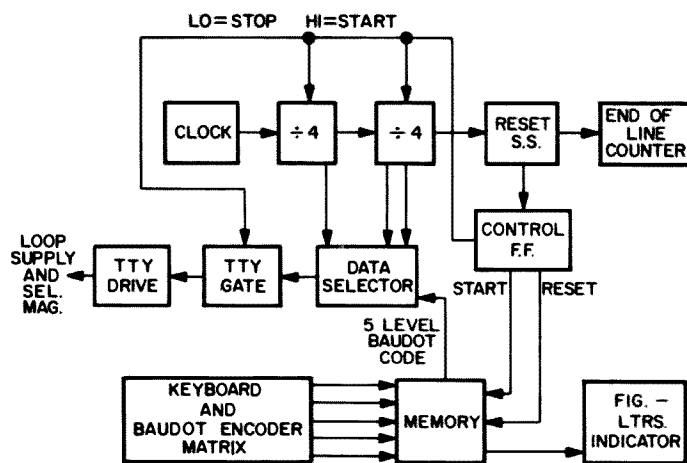 LO=STOP HI=START
CLOCK
÷4
÷4
RESET
S.S.
END OF
LINE
COUNTER
CONTROL
F.F.
START RESET
LOOP
SUPPLY
AND
SEL.
MAG.
TTY
DRIVE
TTY
GATE
DATA
SELECTOR
5 LEVEL
BAUDOT
CODE
KEYBOARD
AND
BAUDOT ENCODER
MATRIX
MEMORY
FIG. -
LTRS.
INDICATOR